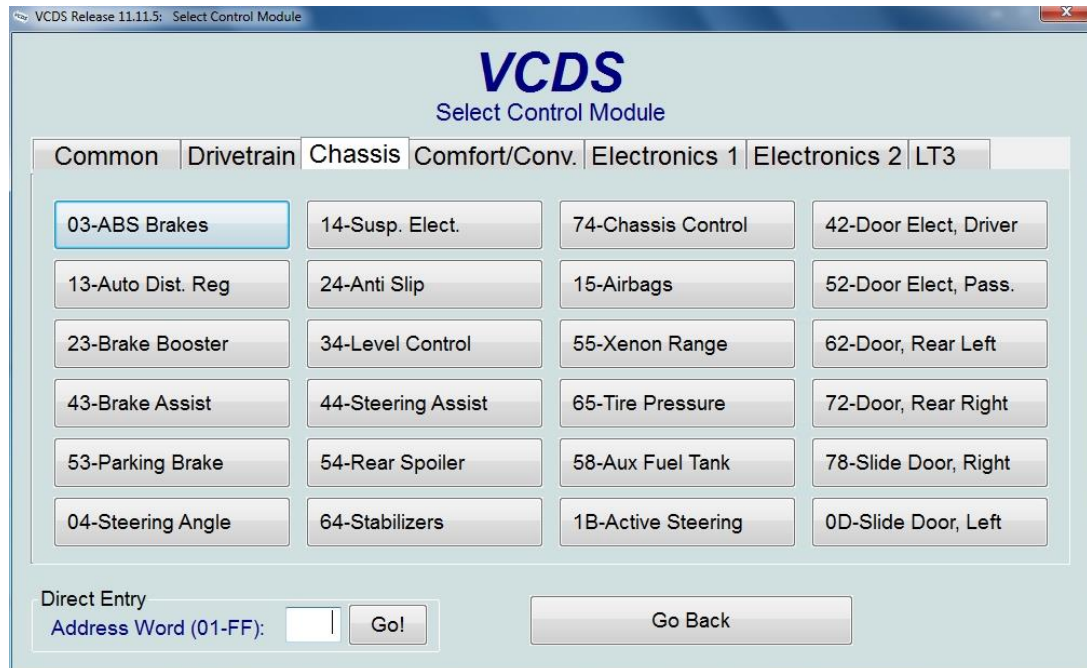 VCDS Release 11.11.5: Select Control Module
VCDS
Select Control Module
Common Drivetrain Chassis Comfort/Conv. Electronics 1 Electronics 2 LT3
03-ABS Brakes 14-Susp. Elect. 74-Chassis Control 42-Door Elect, Driver
13-Auto Dist. Reg 24-Anti Slip 15-Airbags 52-Door Elect, Pass.
23-Brake Booster 34-Level Control 55-Xenon Range 62-Door, Rear Left
43-Brake Assist 44-Steering Assist 65-Tire Pressure 72-Door, Rear Right
53-Parking Brake 54-Rear Spoiler 58-Aux Fuel Tank 78-Slide Door, Right
04-Steering Angle 64-Stabilizers 1B-Active Steering 0D-Slide Door, Left
Direct Entry
Address Word (01-FF): Go! Go Back